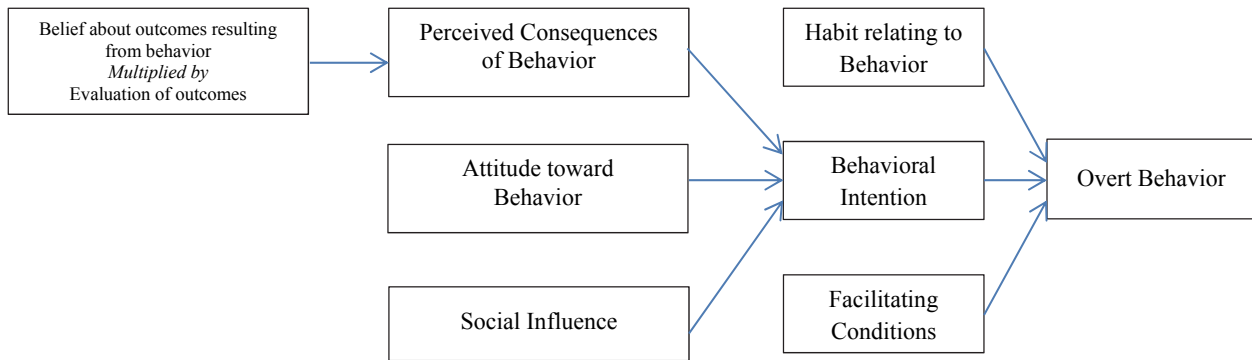 Belief about outcomes resulting
from behavior
Multiplied by
Evaluation of outcomes
Perceived Consequences
of Behavior
Habit relating to
Behavior
Attitude toward
Behavior
Behavioral
Intention
Overt Behavior
Social Influence
Facilitating
Conditions